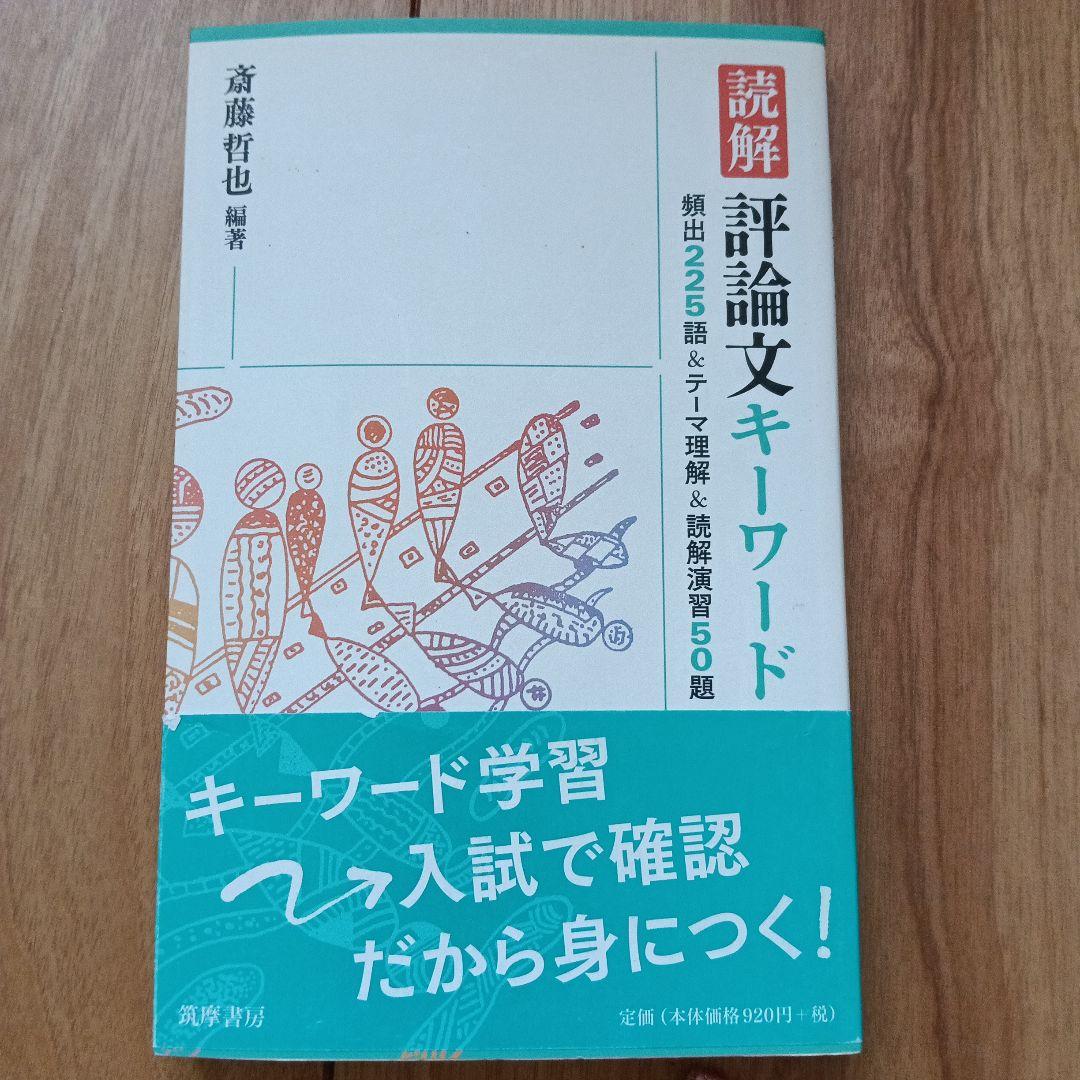 読解
評論文キーワード
頻出225語&テーマ理解&読解演習50題
斎藤哲也 編著
キーワード学習
入試で確認
だから身につく!
筑摩書房
定価(本体価格920円+税)